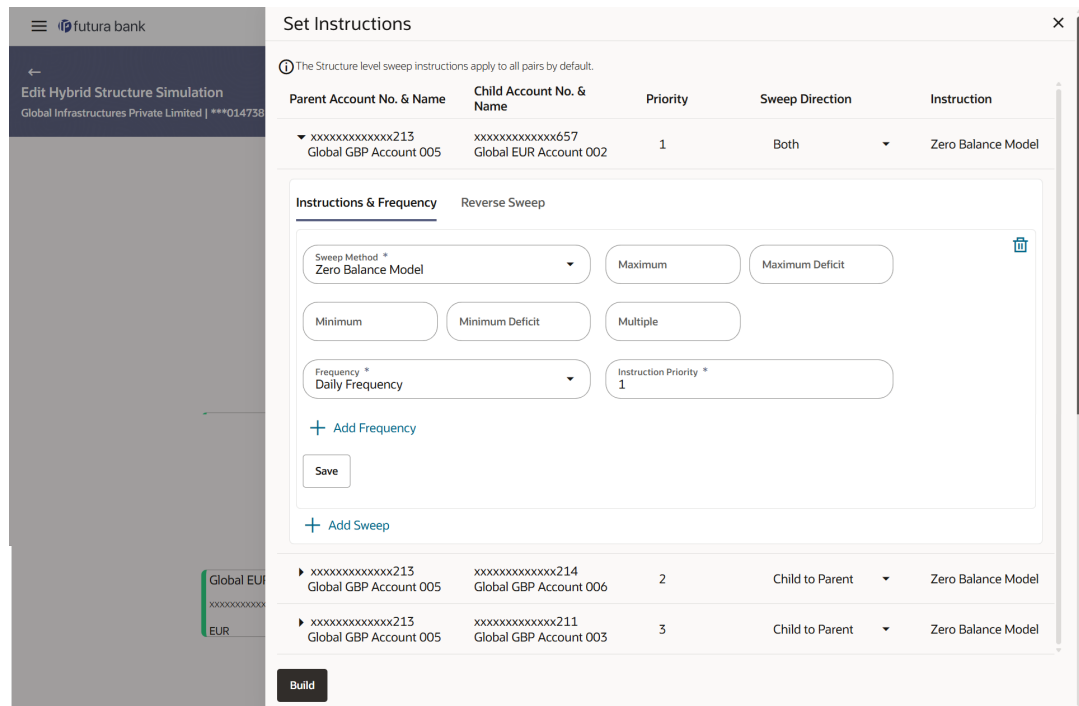 futura bank
Set Instructions
Edit Hybrid Structure Simulation
Global Infrastructures Private Limited | ***014738
The Structure level sweep instructions apply to all pairs by default.
Parent Account No. & Name
Child Account No. &
Name
Priority
Sweep Direction
Instruction
xxxxxxxxxxxxx213
Global GBP Account 005
xxxxxxxxxxxxx657
Global EUR Account 002
1
Both
Zero Balance Model
Instructions & Frequency
Reverse Sweep
Sweep Method *
Zero Balance Model
Maximum
Maximum Deficit
Minimum
Minimum Deficit
Multiple
Frequency *
Daily Frequency
Instruction Priority *
1
Add Frequency
Save
Add Sweep
xxxxxxxxxxxxx213
Global GBP Account 005
xxxxxxxxxxxxx214
Global GBP Account 006
2
Child to Parent
Zero Balance Model
xxxxxxxxxxxxx213
Global GBP Account 005
xxxxxxxxxxxxx211
Global GBP Account 003
3
Child to Parent
Zero Balance Model
Global EUR
xxxxxxxxxx
EUR
Build